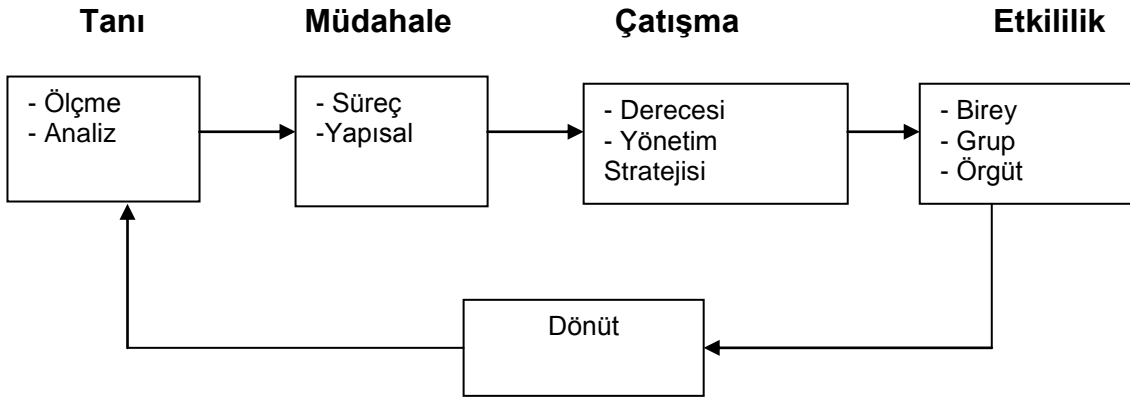 Tanı
Müdahale
Çatışma
Etkililik
- Ölçme
- Analiz
- Süreç
-Yapısal
- Derecesi
- Yönetim
Stratejisi
- Birey
- Grup
- Örgüt
Dönüt